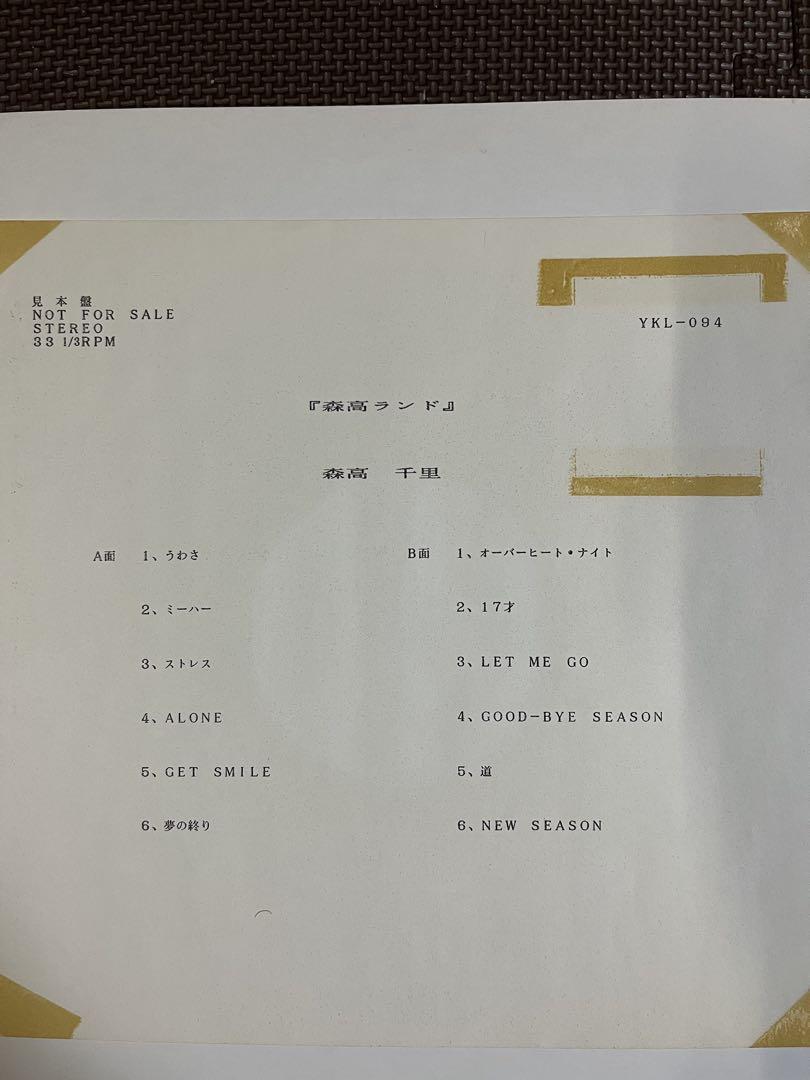 見本盤
NOT FOR SALE
STEREO
33 1/3RPM
YKL-094
『森高ランド』
森高 千里
A面 1、うわさ
2、ミーハー
3、ストレス
4、ALONE
5、GET SMILE
6、夢の終り
B面 1、オーバーヒート・ナイト
2、17才
3、LET ME GO
4、GOOD-BYE SEASON
5、道
6、NEW SEASON